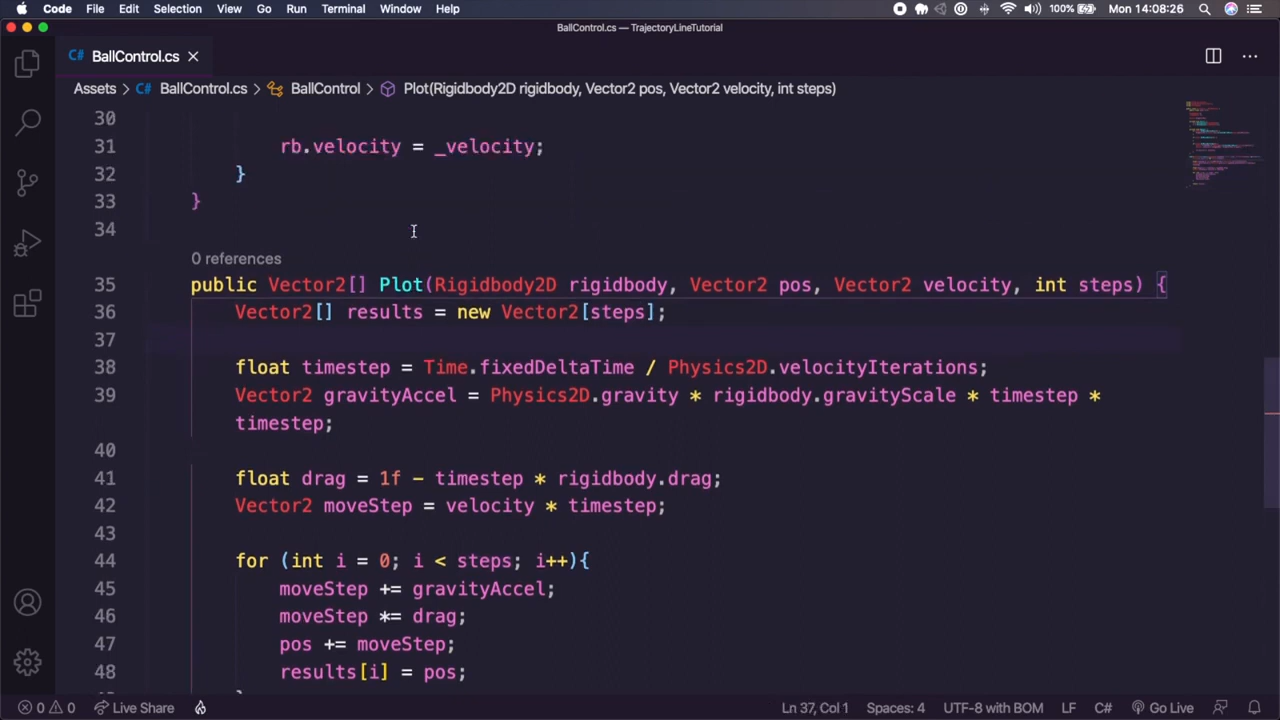 Code File Edit Selection View Go Run Terminal Window Help 100% Mon 14:08:26
BallControl.cs — TrajectoryLineTutorial
C# BallControl.cs
Assets > C# BallControl.cs > BallControl > Plot(Rigidbody2D rigidbody, Vector2 pos, Vector2 velocity, int steps)
30
31 rb.velocity = _velocity;
32 }
33 }
34
0 references
35 public Vector2[] Plot(Rigidbody2D rigidbody, Vector2 pos, Vector2 velocity, int steps) {
36 Vector2[] results = new Vector2[steps];
37
38 float timestep = Time.fixedDeltaTime / Physics2D.velocityIterations;
39 Vector2 gravityAccel = Physics2D.gravity * rigidbody.gravityScale * timestep *
timestep;
40
41 float drag = 1f - timestep * rigidbody.drag;
42 Vector2 moveStep = velocity * timestep;
43
44 for (int i = 0; i < steps; i++){
45 moveStep += gravityAccel;
46 moveStep *= drag;
47 pos += moveStep;
48 results[i] = pos;
0 0 Live Share Ln 37, Col 1 Spaces: 4 UTF-8 with BOM LF C# Go Live